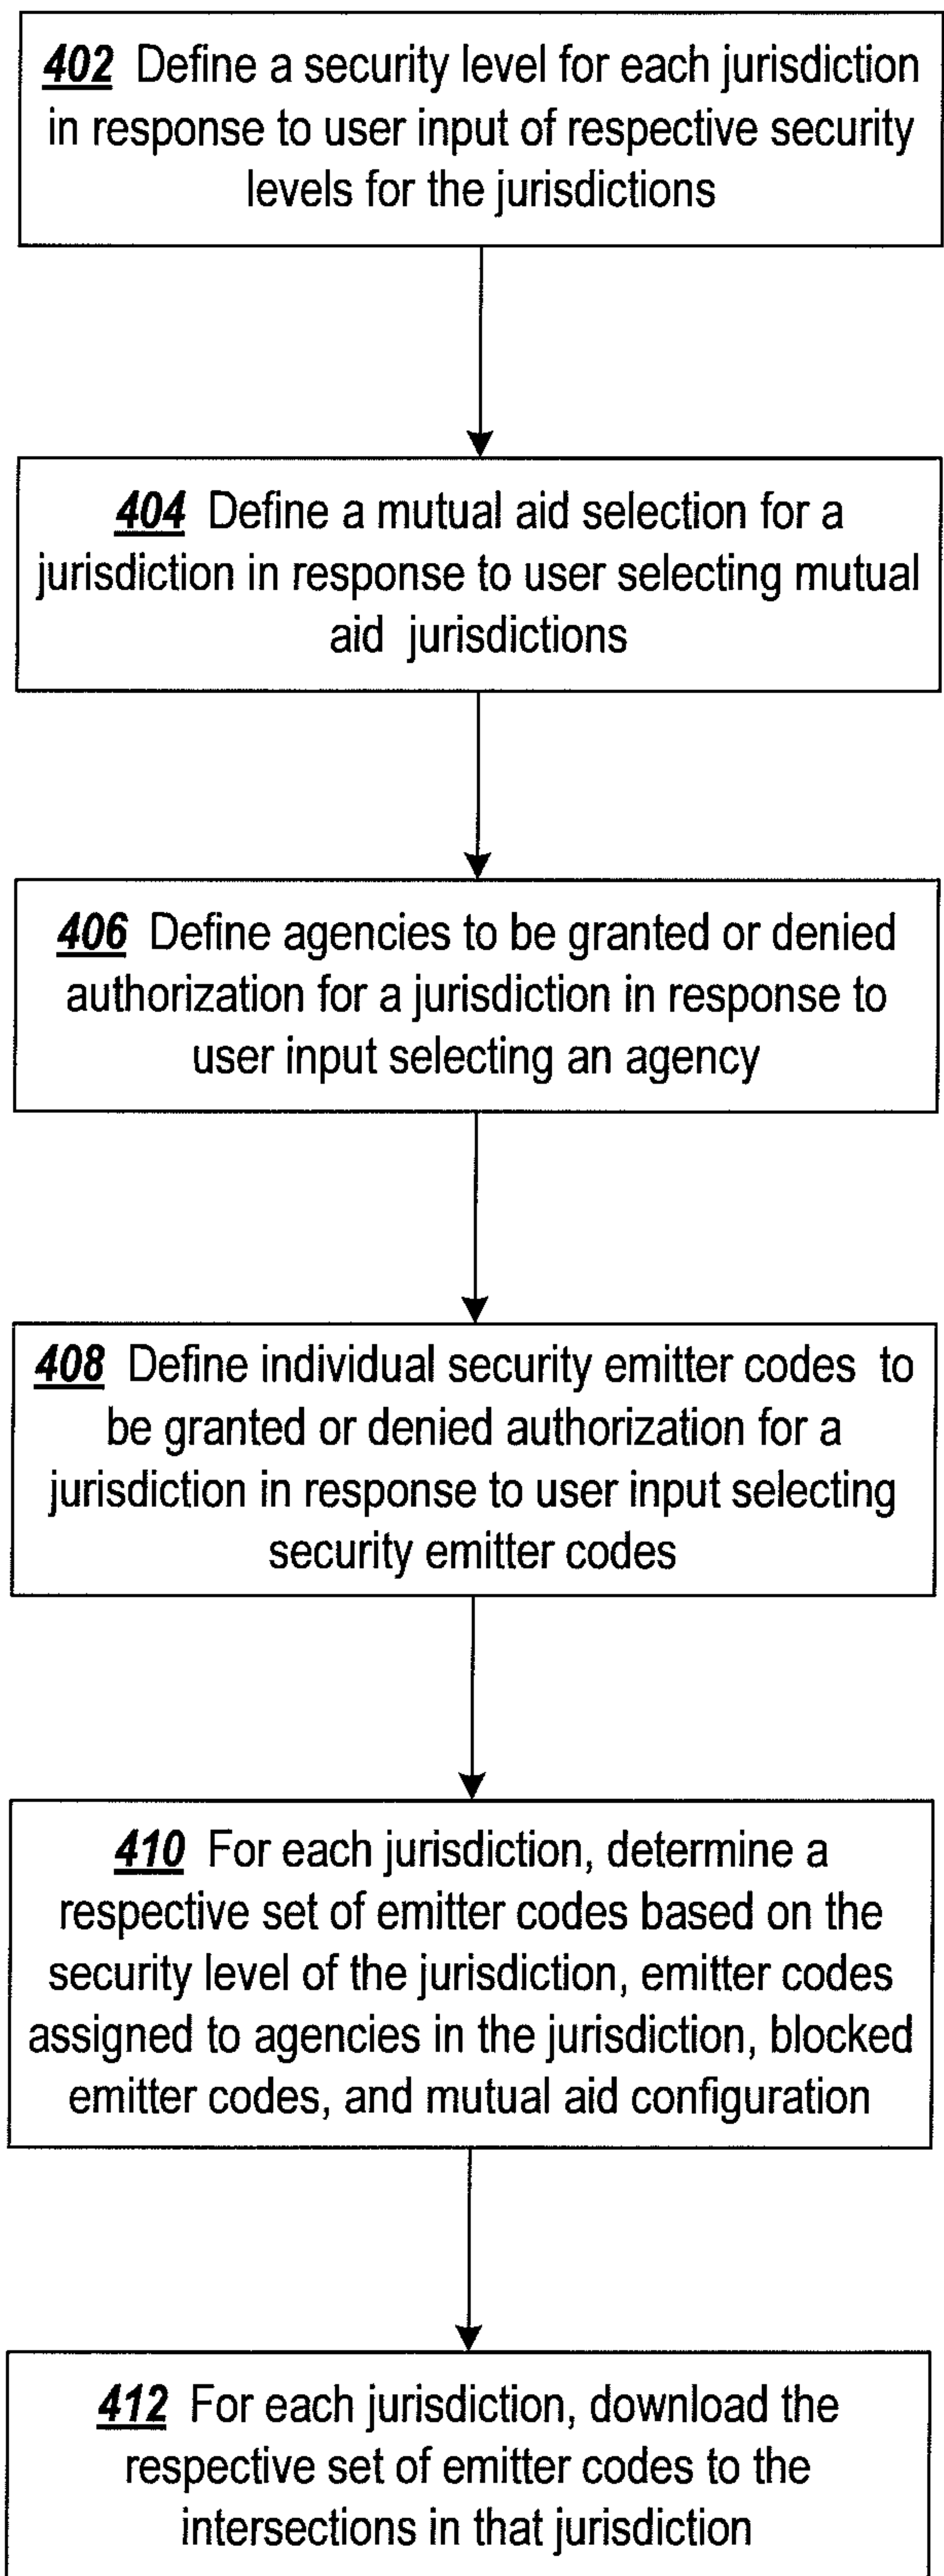 402 Define a security level for each jurisdiction
in response to user input of respective security
levels for the jurisdictions
404 Define a mutual aid selection for a
jurisdiction in response to user selecting mutual
aid jurisdictions
406 Define agencies to be granted or denied
authorization for a jurisdiction in response to
user input selecting an agency
408 Define individual security emitter codes to
be granted or denied authorization for a
jurisdiction in response to user input selecting
security emitter codes
410 For each jurisdiction, determine a
respective set of emitter codes based on the
security level of the jurisdiction, emitter codes
assigned to agencies in the jurisdiction, blocked
emitter codes, and mutual aid configuration
412 For each jurisdiction, download the
respective set of emitter codes to the
intersections in that jurisdiction